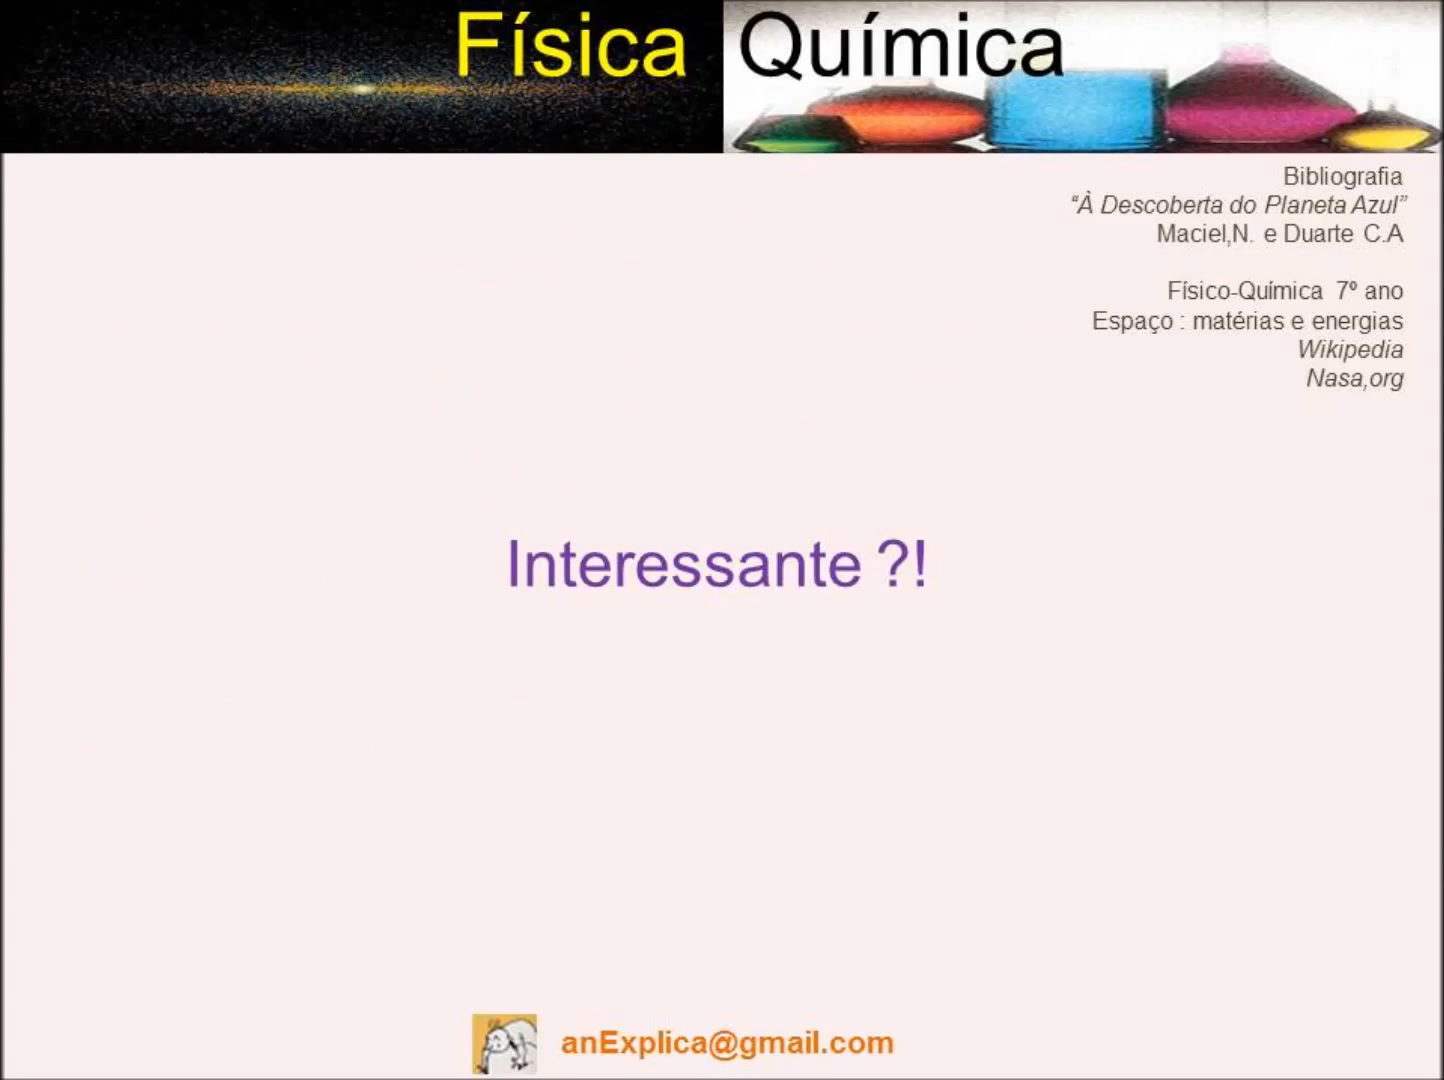 Física Química
Bibliografia
“À Descoberta do Planeta Azul”
Maciel,N. e Duarte C.A
Físico-Química 7º ano
Espaço : matérias e energias
Wikipedia
Nasa,org
Interessante ?!
anExplica@gmail.com